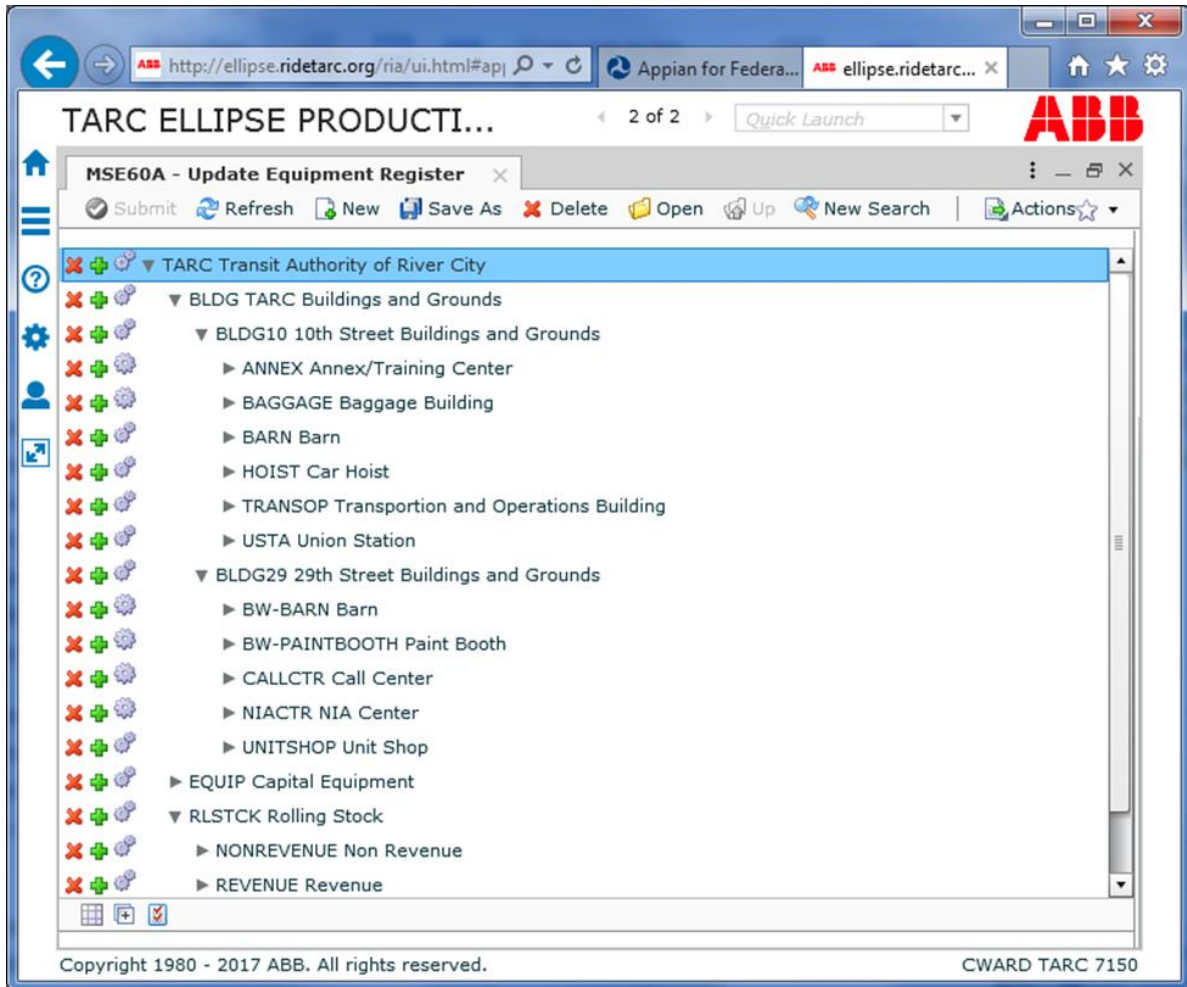 ABB http://ellipse.ridetarc.org/ria/ui.html#ap Appian for Federa... ABB ellipse.ridetarc...
TARC ELLIPSE PRODUCTI... 2 of 2 Quick Launch ABB
MSE60A - Update Equipment Register
Submit Refresh New Save As Delete Open Up New Search Actions
TARC Transit Authority of River City
BLDG TARC Buildings and Grounds
BLDG10 10th Street Buildings and Grounds
ANNEX Annex/Training Center
BAGGAGE Baggage Building
BARN Barn
HOIST Car Hoist
TRANSOP Transportion and Operations Building
USTA Union Station
BLDG29 29th Street Buildings and Grounds
BW-BARN Barn
BW-PAINTBOOTH Paint Booth
CALLCTR Call Center
NIACTR NIA Center
UNITSHOP Unit Shop
EQUIP Capital Equipment
RLSTCK Rolling Stock
NONREVENUE Non Revenue
REVENUE Revenue
Copyright 1980 - 2017 ABB. All rights reserved. CWARD TARC 7150